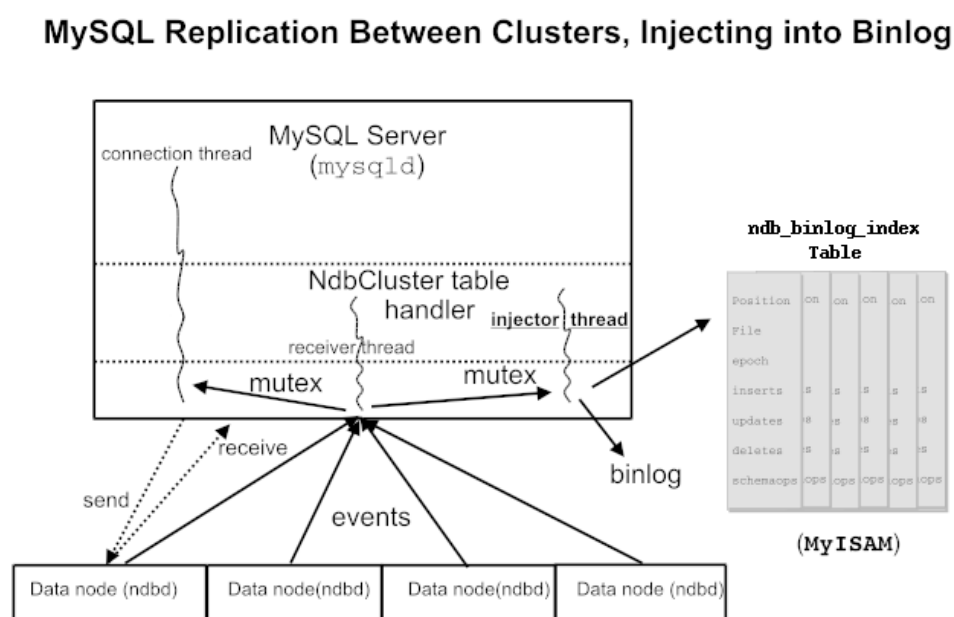 MySQL Replication Between Clusters, Injecting into Binlog
MySQL Server
(mysqld)
connection thread
NdbCluster table
handler
injector thread
receiver thread
mutex
mutex
receive
send
events
binlog
Data node (ndbd)
Data node(ndbd)
Data node(ndbd)
Data node (ndbd)
ndb_binlog_index
Table
Position on on on on on
File
epoch
inserts s s s s s
updates s s s s s
deletes s s s s s
schemaops ops ops ops ops ops
(MyISAM)